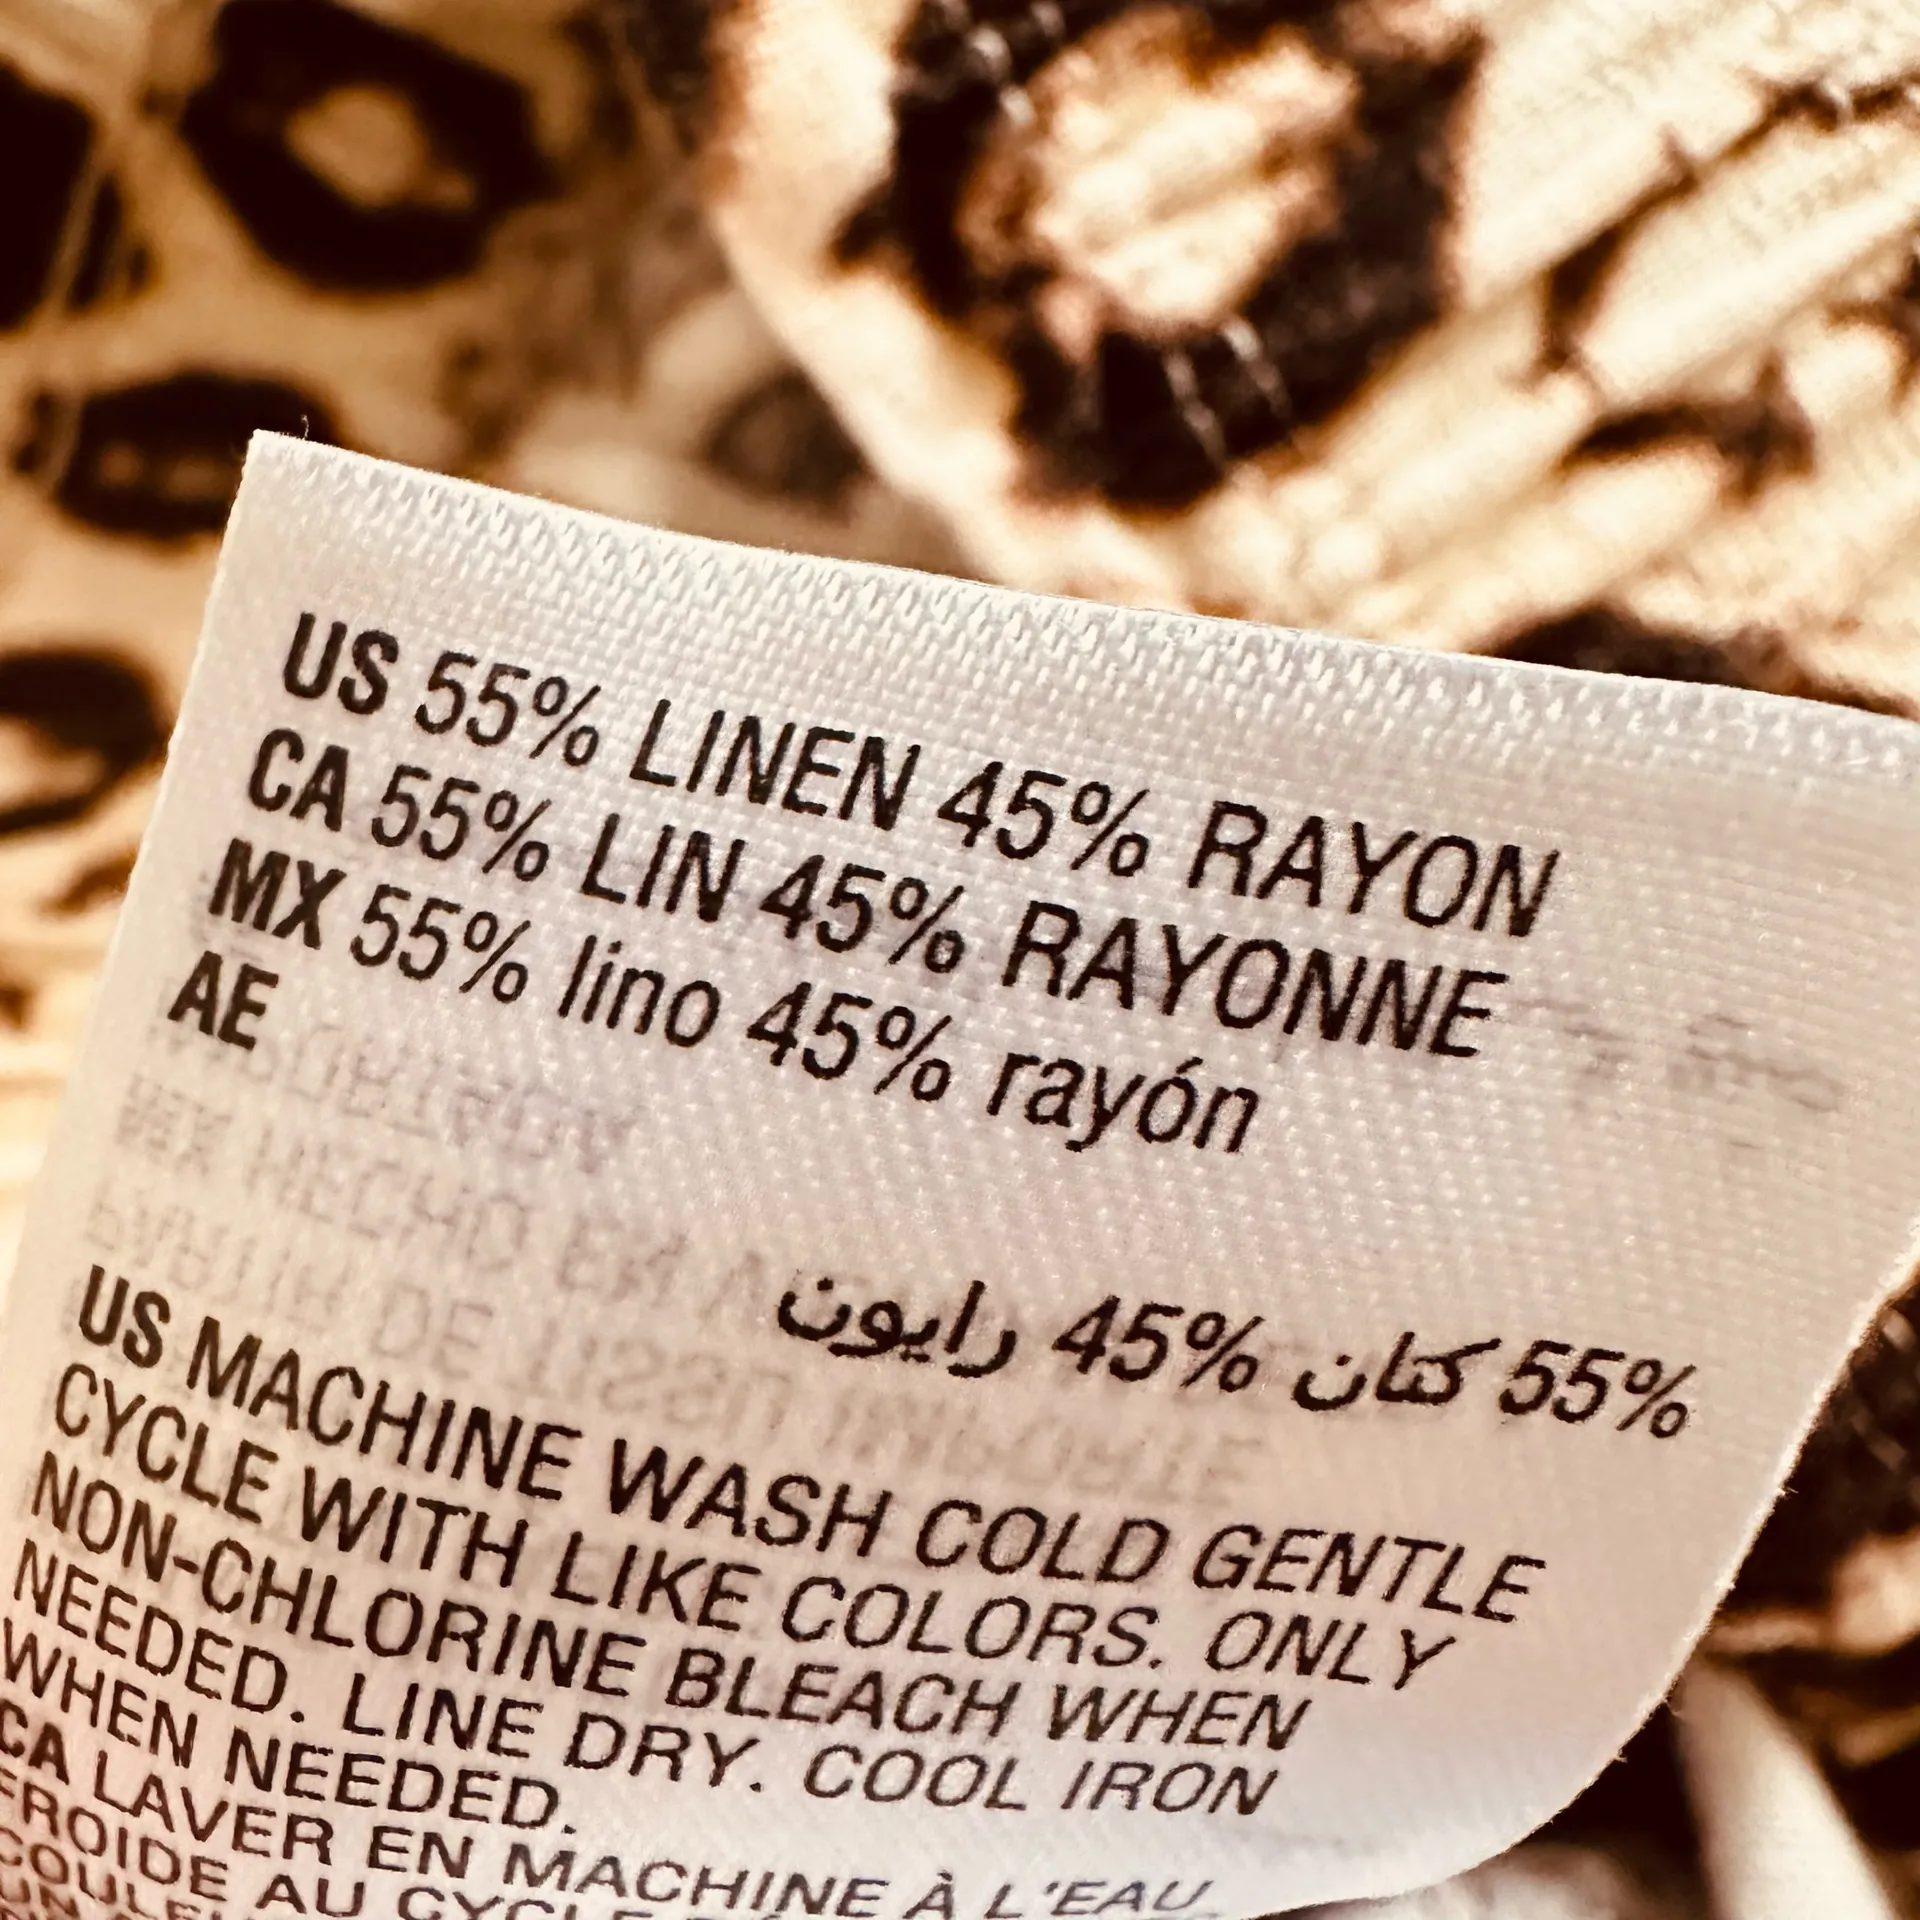 US 55% LINEN 45% RAYON
CA 55% LIN 45% RAYONNE
MX 55% lino 45% rayón
AE
55% كتان 45% رايون
US MACHINE WASH COLD GENTLE
CYCLE WITH LIKE COLORS. ONLY
NON-CHLORINE BLEACH WHEN
NEEDED. LINE DRY. COOL IRON
WHEN NEEDED.
CA LAVER EN MACHINE À L'EAU
FROIDE AU CYCLE